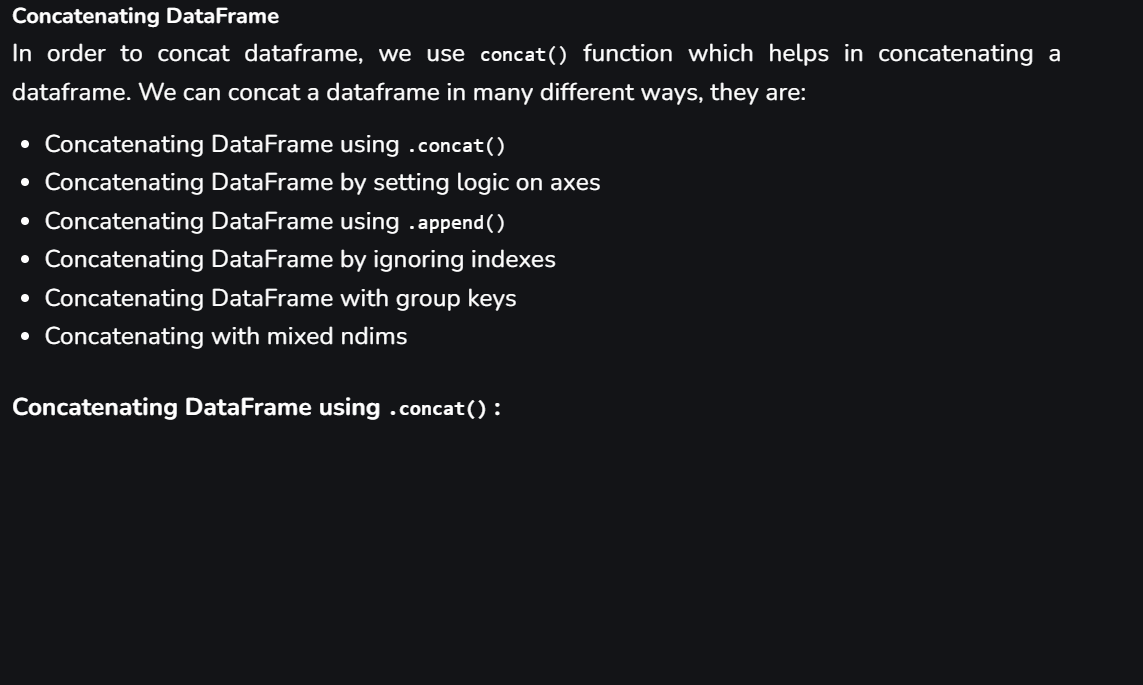 Concatenating DataFrame
In order to concat dataframe, we use concat() function which helps in concatenating a
dataframe. We can concat a dataframe in many different ways, they are:
• Concatenating DataFrame using .concat()
• Concatenating DataFrame by setting logic on axes
• Concatenating DataFrame using .append()
• Concatenating DataFrame by ignoring indexes
• Concatenating DataFrame with group keys
• Concatenating with mixed ndims
Concatenating DataFrame using .concat() :